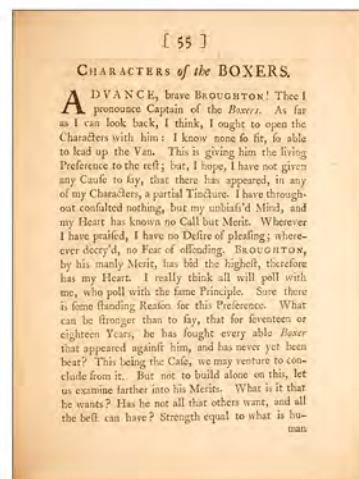 [ 55 ]
CHARACTERS of the BOXERS.
ADVANCE, brave BROUGHTON! Thee I
pronounce Captain of the Boxers. As far
as I can look back, I think, I ought to open the
Characters with him: I know none ſo fit, ſo able
to lead up the Van. This is giving him the living
Preference to the reſt; but, I hope, I have not given
any Cauſe to ſay, that there has appeared, in any
of my Characters, a partial Tincture. I have through-
out conſulted nothing, but my unbiaſs'd Mind, and
my Heart has known no Call but Merit. Wherever
I have praiſed, I have no Deſire of pleaſing; where-
ever decry'd, no Fear of offending. BROUGHTON,
by his manly Merit, has bid the higheſt, therefore
has my Heart. I really think all will poll with
me, who poll with the ſame Principle. Sure there
is ſome ſtanding Reaſon for this Preference. What
can be ſtronger than to ſay, that for ſeventeen or
eighteen Years, he has fought every able Boxer
that appeared againſt him, and has never yet been
beat? This being the Caſe, we may venture to con-
clude from it. But not to build alone on this, let
us examine farther into his Merits. What is it that
he wants? Has he not all that others want, and all
the beſt can have? Strength equal to what is hu-
man